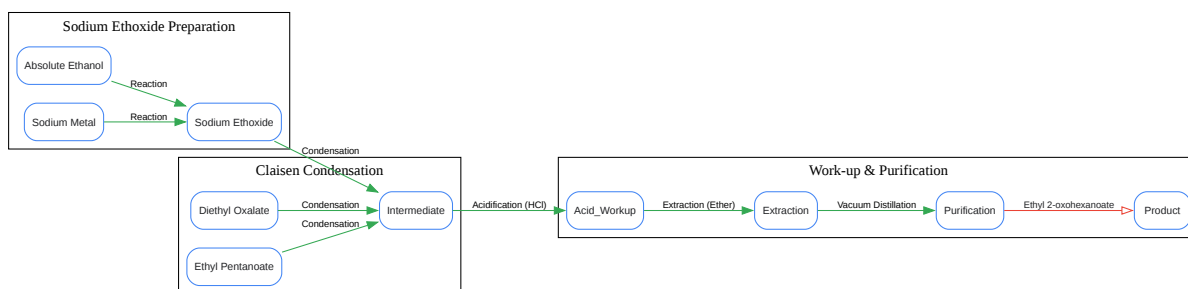 Sodium Ethoxide Preparation
Absolute Ethanol
Reaction
Sodium Metal
Reaction
Sodium Ethoxide
Condensation
Claisen Condensation
Diethyl Oxalate
Condensation
Intermediate
Condensation
Ethyl Pentanoate
Acidification (HCl)
Work-up & Purification
Acid_Workup
Extraction (Ether)
Extraction
Vacuum Distillation
Purification
Ethyl 2-oxohexanoate
Product